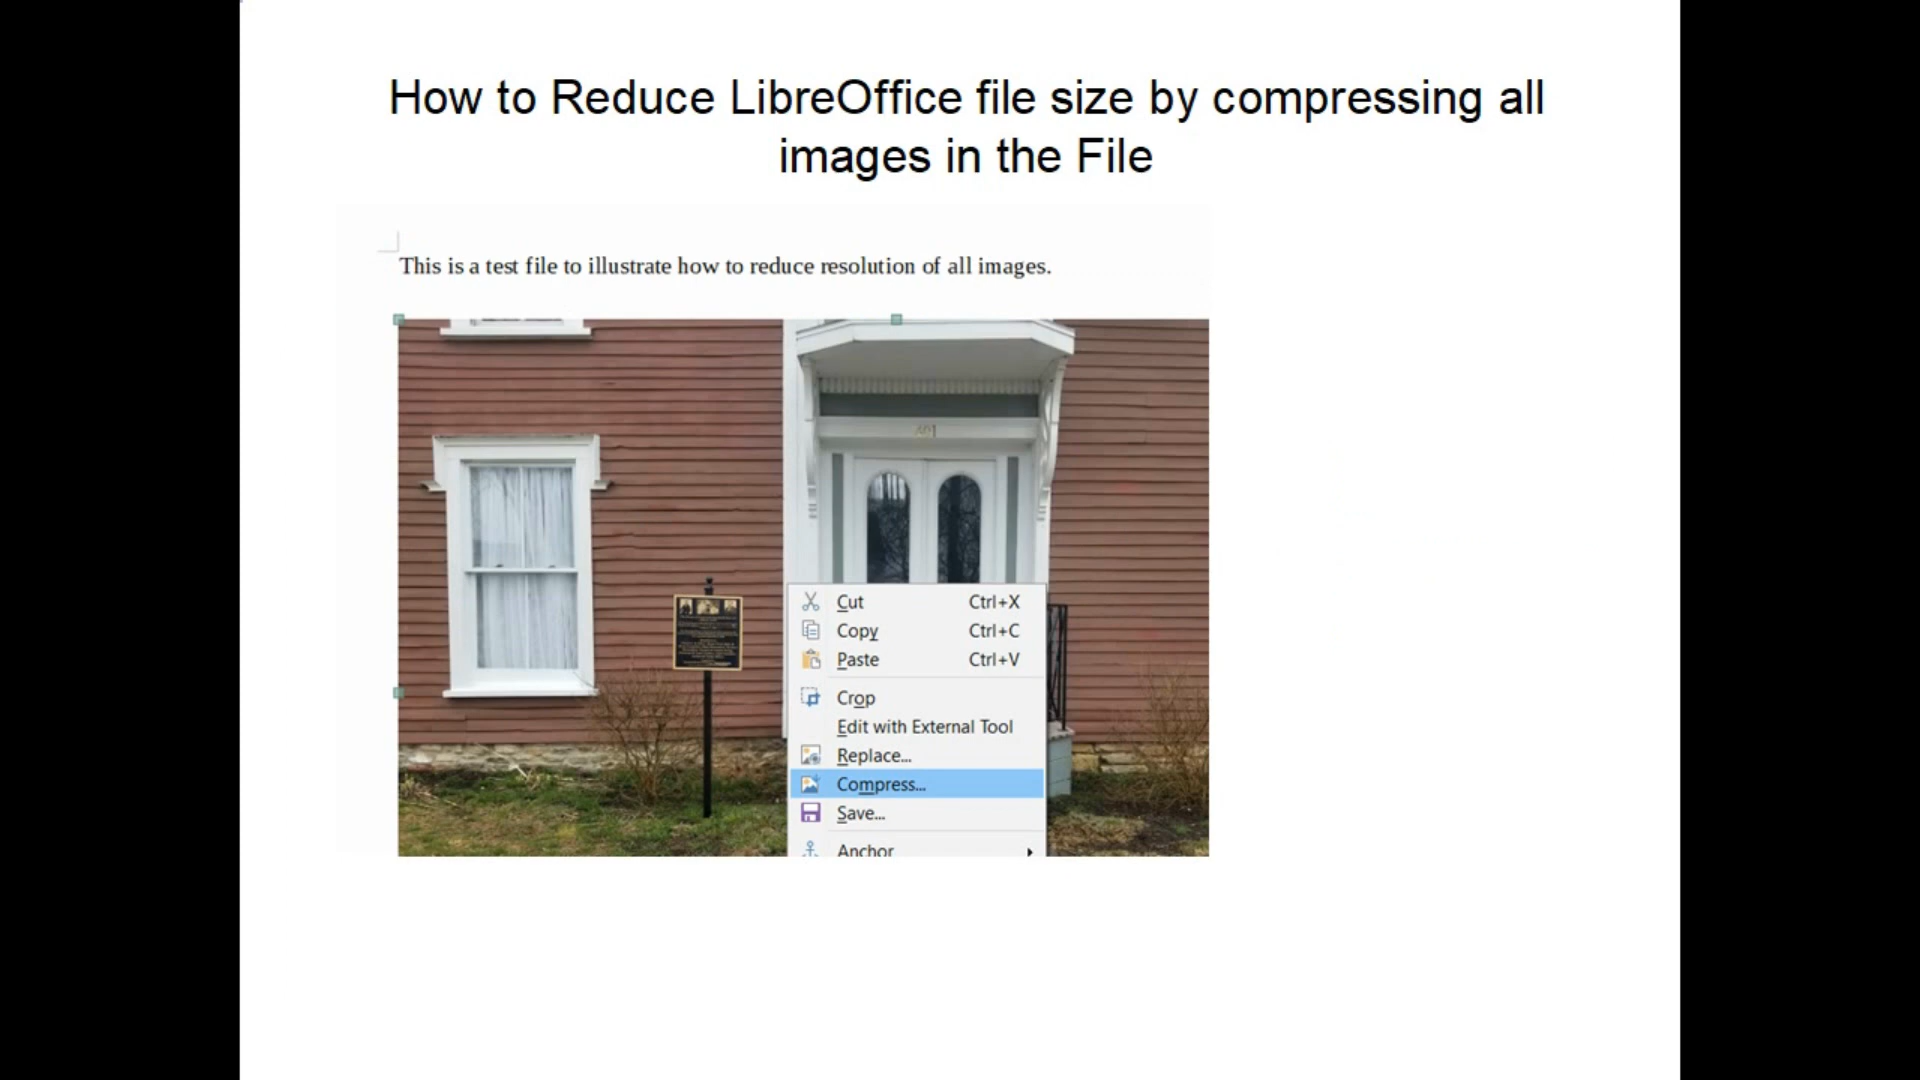 How to Reduce LibreOffice file size by compressing all
images in the File
This is a test file to illustrate how to reduce resolution of all images.
401
Cut Ctrl+X
Copy Ctrl+C
Paste Ctrl+V
Crop
Edit with External Tool
Replace...
Compress...
Save...
Anchor